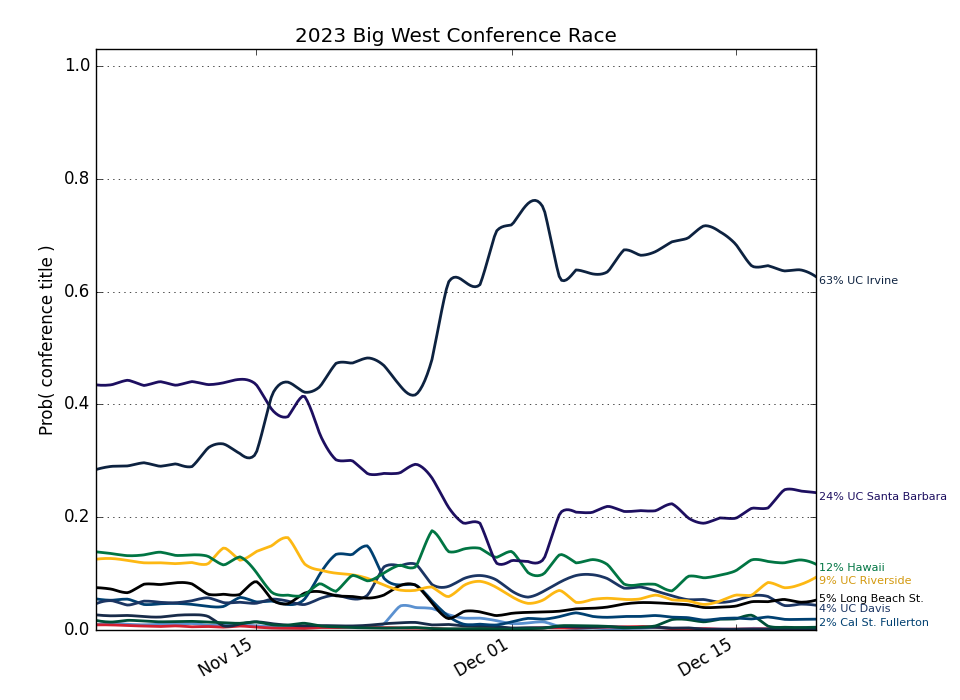 2023 Big West Conference Race
Prob( conference title )
1.0
0.8
0.6
0.4
0.2
0.0
Nov 15
Dec 01
Dec 15
63% UC Irvine
24% UC Santa Barbara
12% Hawaii
9% UC Riverside
5% Long Beach St.
4% UC Davis
2% Cal St. Fullerton